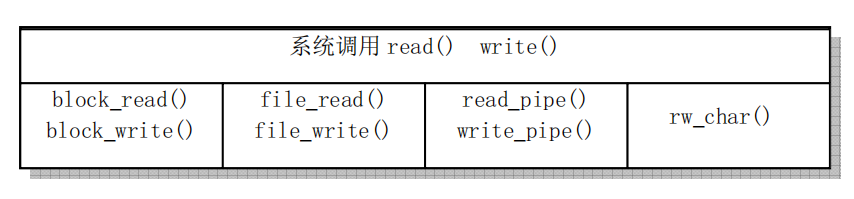 系统调用 read() write()
block_read()
block_write()
file_read()
file_write()
read_pipe()
write_pipe()
rw_char()